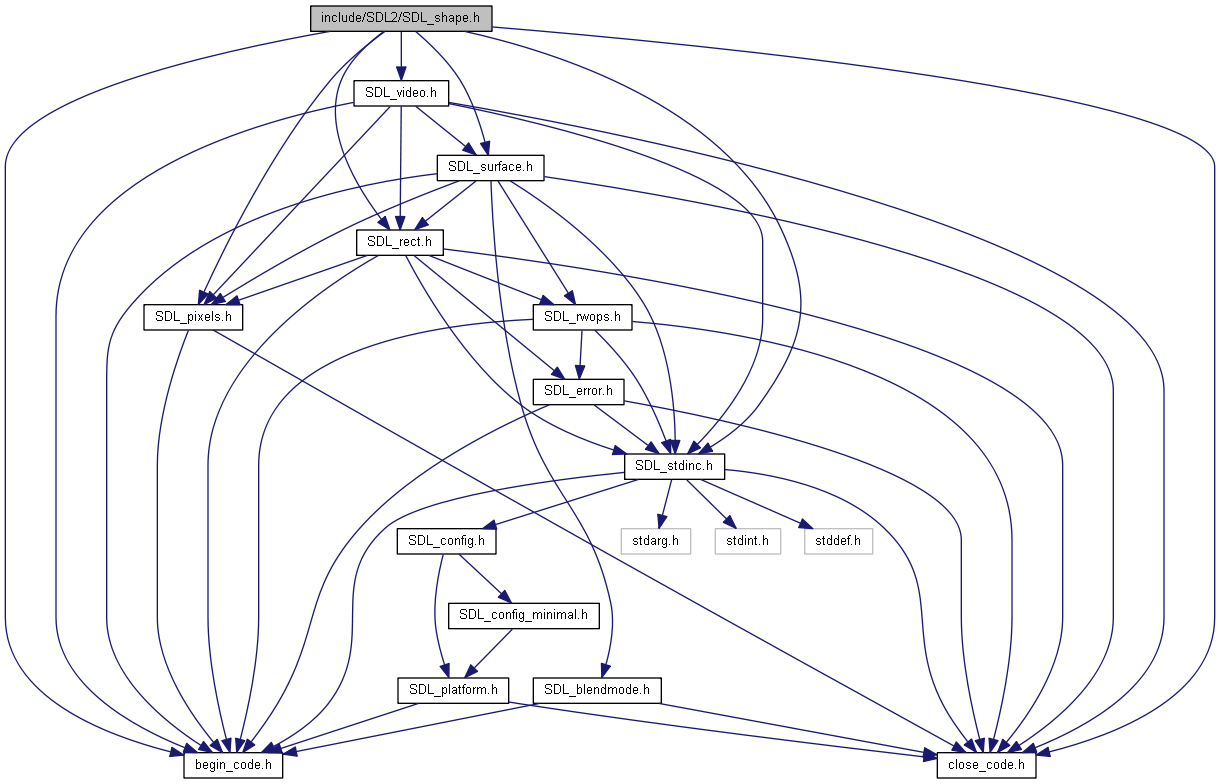 include/SDL2/SDL_shape.h
SDL_video.h
SDL_surface.h
SDL_rect.h
SDL_pixels.h
SDL_rwops.h
SDL_error.h
SDL_stdinc.h
SDL_config.h
stdarg.h
stdint.h
stddef.h
SDL_config_minimal.h
SDL_platform.h
SDL_blendmode.h
begin_code.h
close_code.h